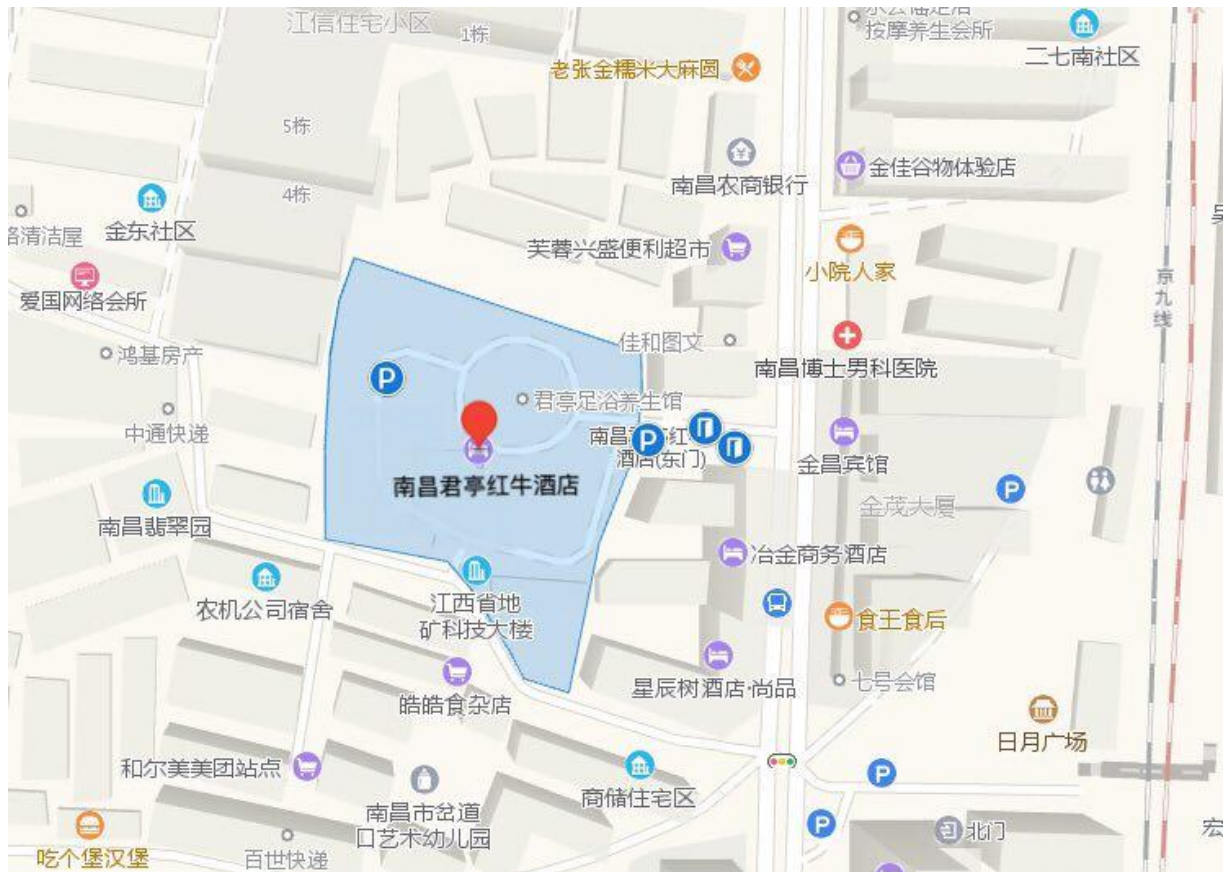 江信住宅小区
1栋
按摩养生会所
二七南社区
老张金糯米大麻圆
5栋
南昌农商银行
金佳谷物体验店
4栋
金东社区
清洁屋
芙蓉兴盛便利超市
小院人家
爱国网络会所
京九线
鸿基房产
佳和图文
南昌博士男科医院
中通快递
君亭足浴养生馆
P
南昌
红
酒店(东门)
P
金昌宾馆
南昌君亭红牛酒店
P
金茂大厦
南昌翡翠园
冶金商务酒店
农机公司宿舍
江西省地
矿科技大楼
食王食后
星辰树酒店·尚品
七号会馆
皓皓食杂店
日月广场
和尔美美团站点
P
商储住宅区
南昌市岔道
口艺术幼儿园
P
北门
宏
吃个堡汉堡
百世快递